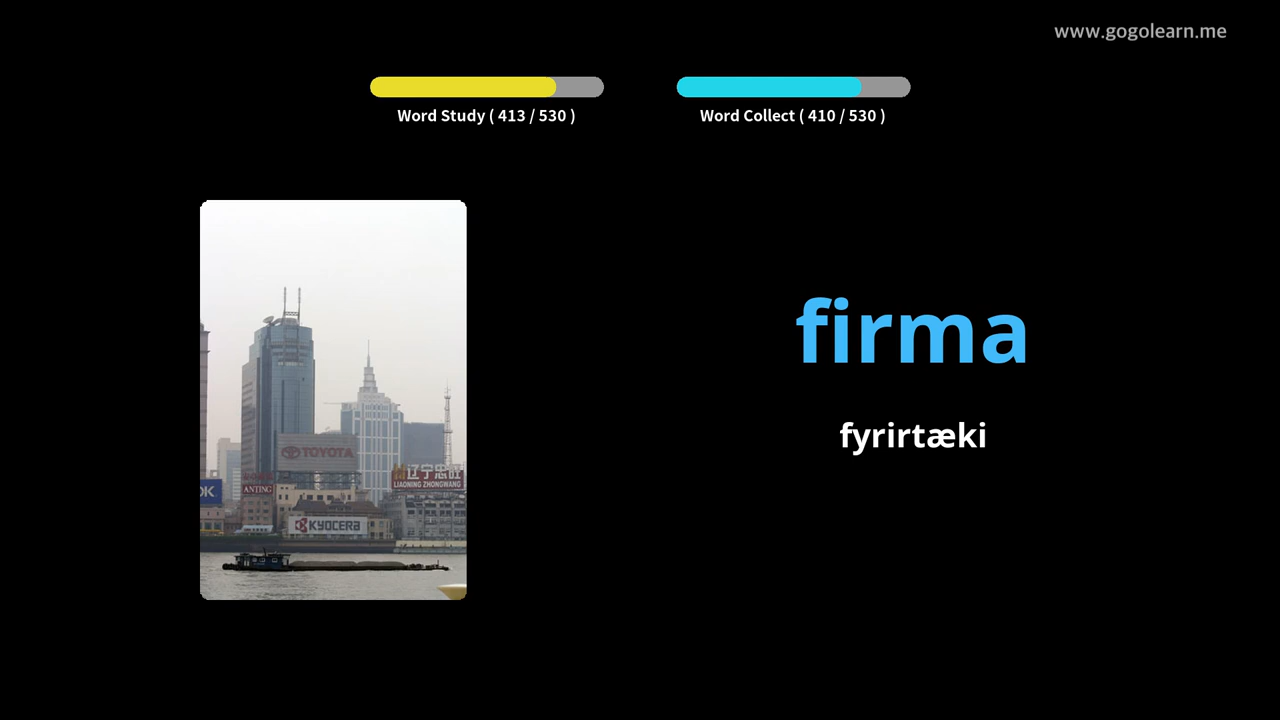 www.gogolearn.me
Word Study ( 413 / 530 )
Word Collect ( 410 / 530 )
firma
fyrirtæki
TOYOTA
辽宁忠旺
LIAONING ZHONGWANG
OK
ANTING
KYOCERA